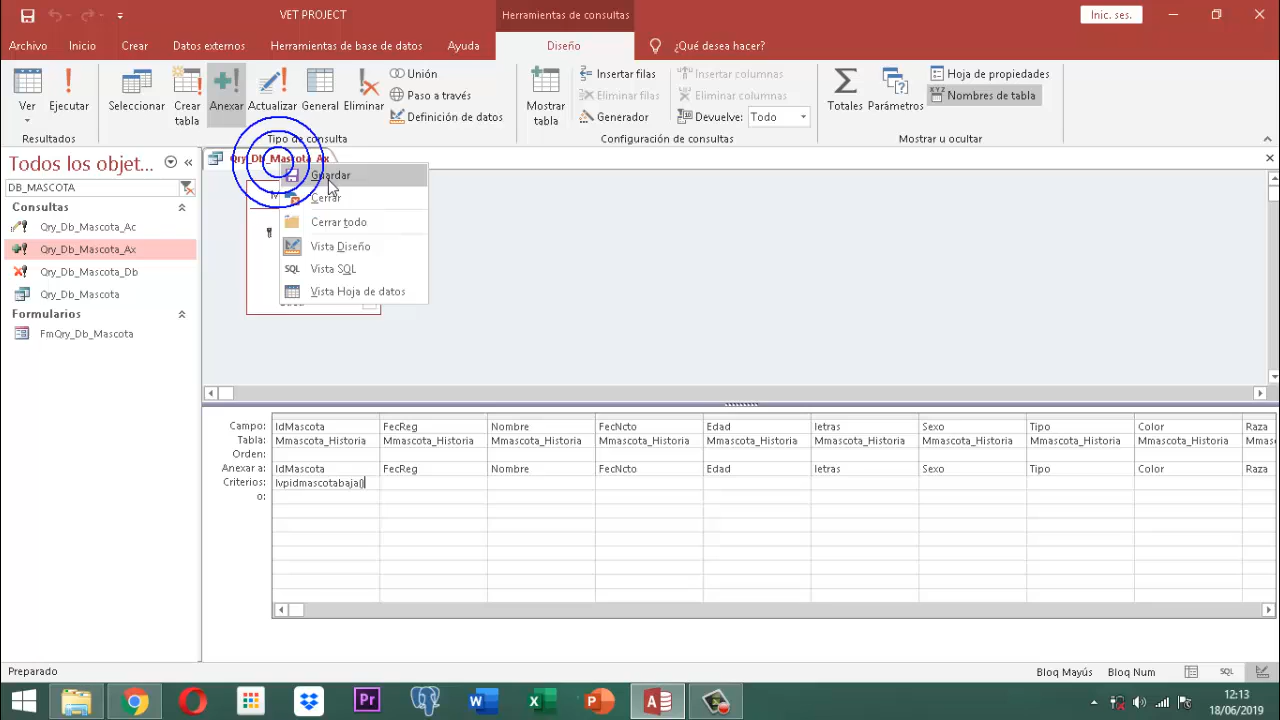 VET PROJECT
Herramientas de consultas
Inic. ses.
Archivo
Inicio
Crear
Datos externos
Herramientas de base de datos
Ayuda
Diseño
¿Qué desea hacer?
Ver
Ejecutar
Seleccionar
Crear tabla
Anexar
Actualizar
General
Eliminar
Unión
Paso a través
Definición de datos
Mostrar tabla
Insertar filas
Eliminar filas
Generador
Insertar columnas
Eliminar columnas
Devuelve: Todo
Totales
Parámetros
Hoja de propiedades
XYZ Nombres de tabla
Resultados
Tipo de consulta
Configuración de consultas
Mostrar u ocultar
Todos los objet... «
DB_MASCOTA
Consultas
Qry_Db_Mascota_Ac
Qry_Db_Mascota_Ax
Qry_Db_Mascota_Db
Qry_Db_Mascota
Formularios
FmQry_Db_Mascota
Qry_Db_Mascota_Ax
Guardar
Cerrar
Cerrar todo
Vista Diseño
SQL Vista SQL
Vista Hoja de datos
Campo: IdMascota FecReg Nombre FecNcto Edad letras Sexo Tipo Color Raza
Tabla: Mmascota_Historia Mmascota_Historia Mmascota_Historia Mmascota_Historia Mmascota_Historia Mmascota_Historia Mmascota_Historia Mmascota_Historia Mmascota_Historia Mmasc
Orden:
Anexar a: IdMascota FecReg Nombre FecNcto Edad letras Sexo Tipo Color Raza
Criterios: lvpidmascotabaja()
o:
Preparado
Bloq Mayús
Bloq Num
SQL
Pr
12:13
18/06/2019